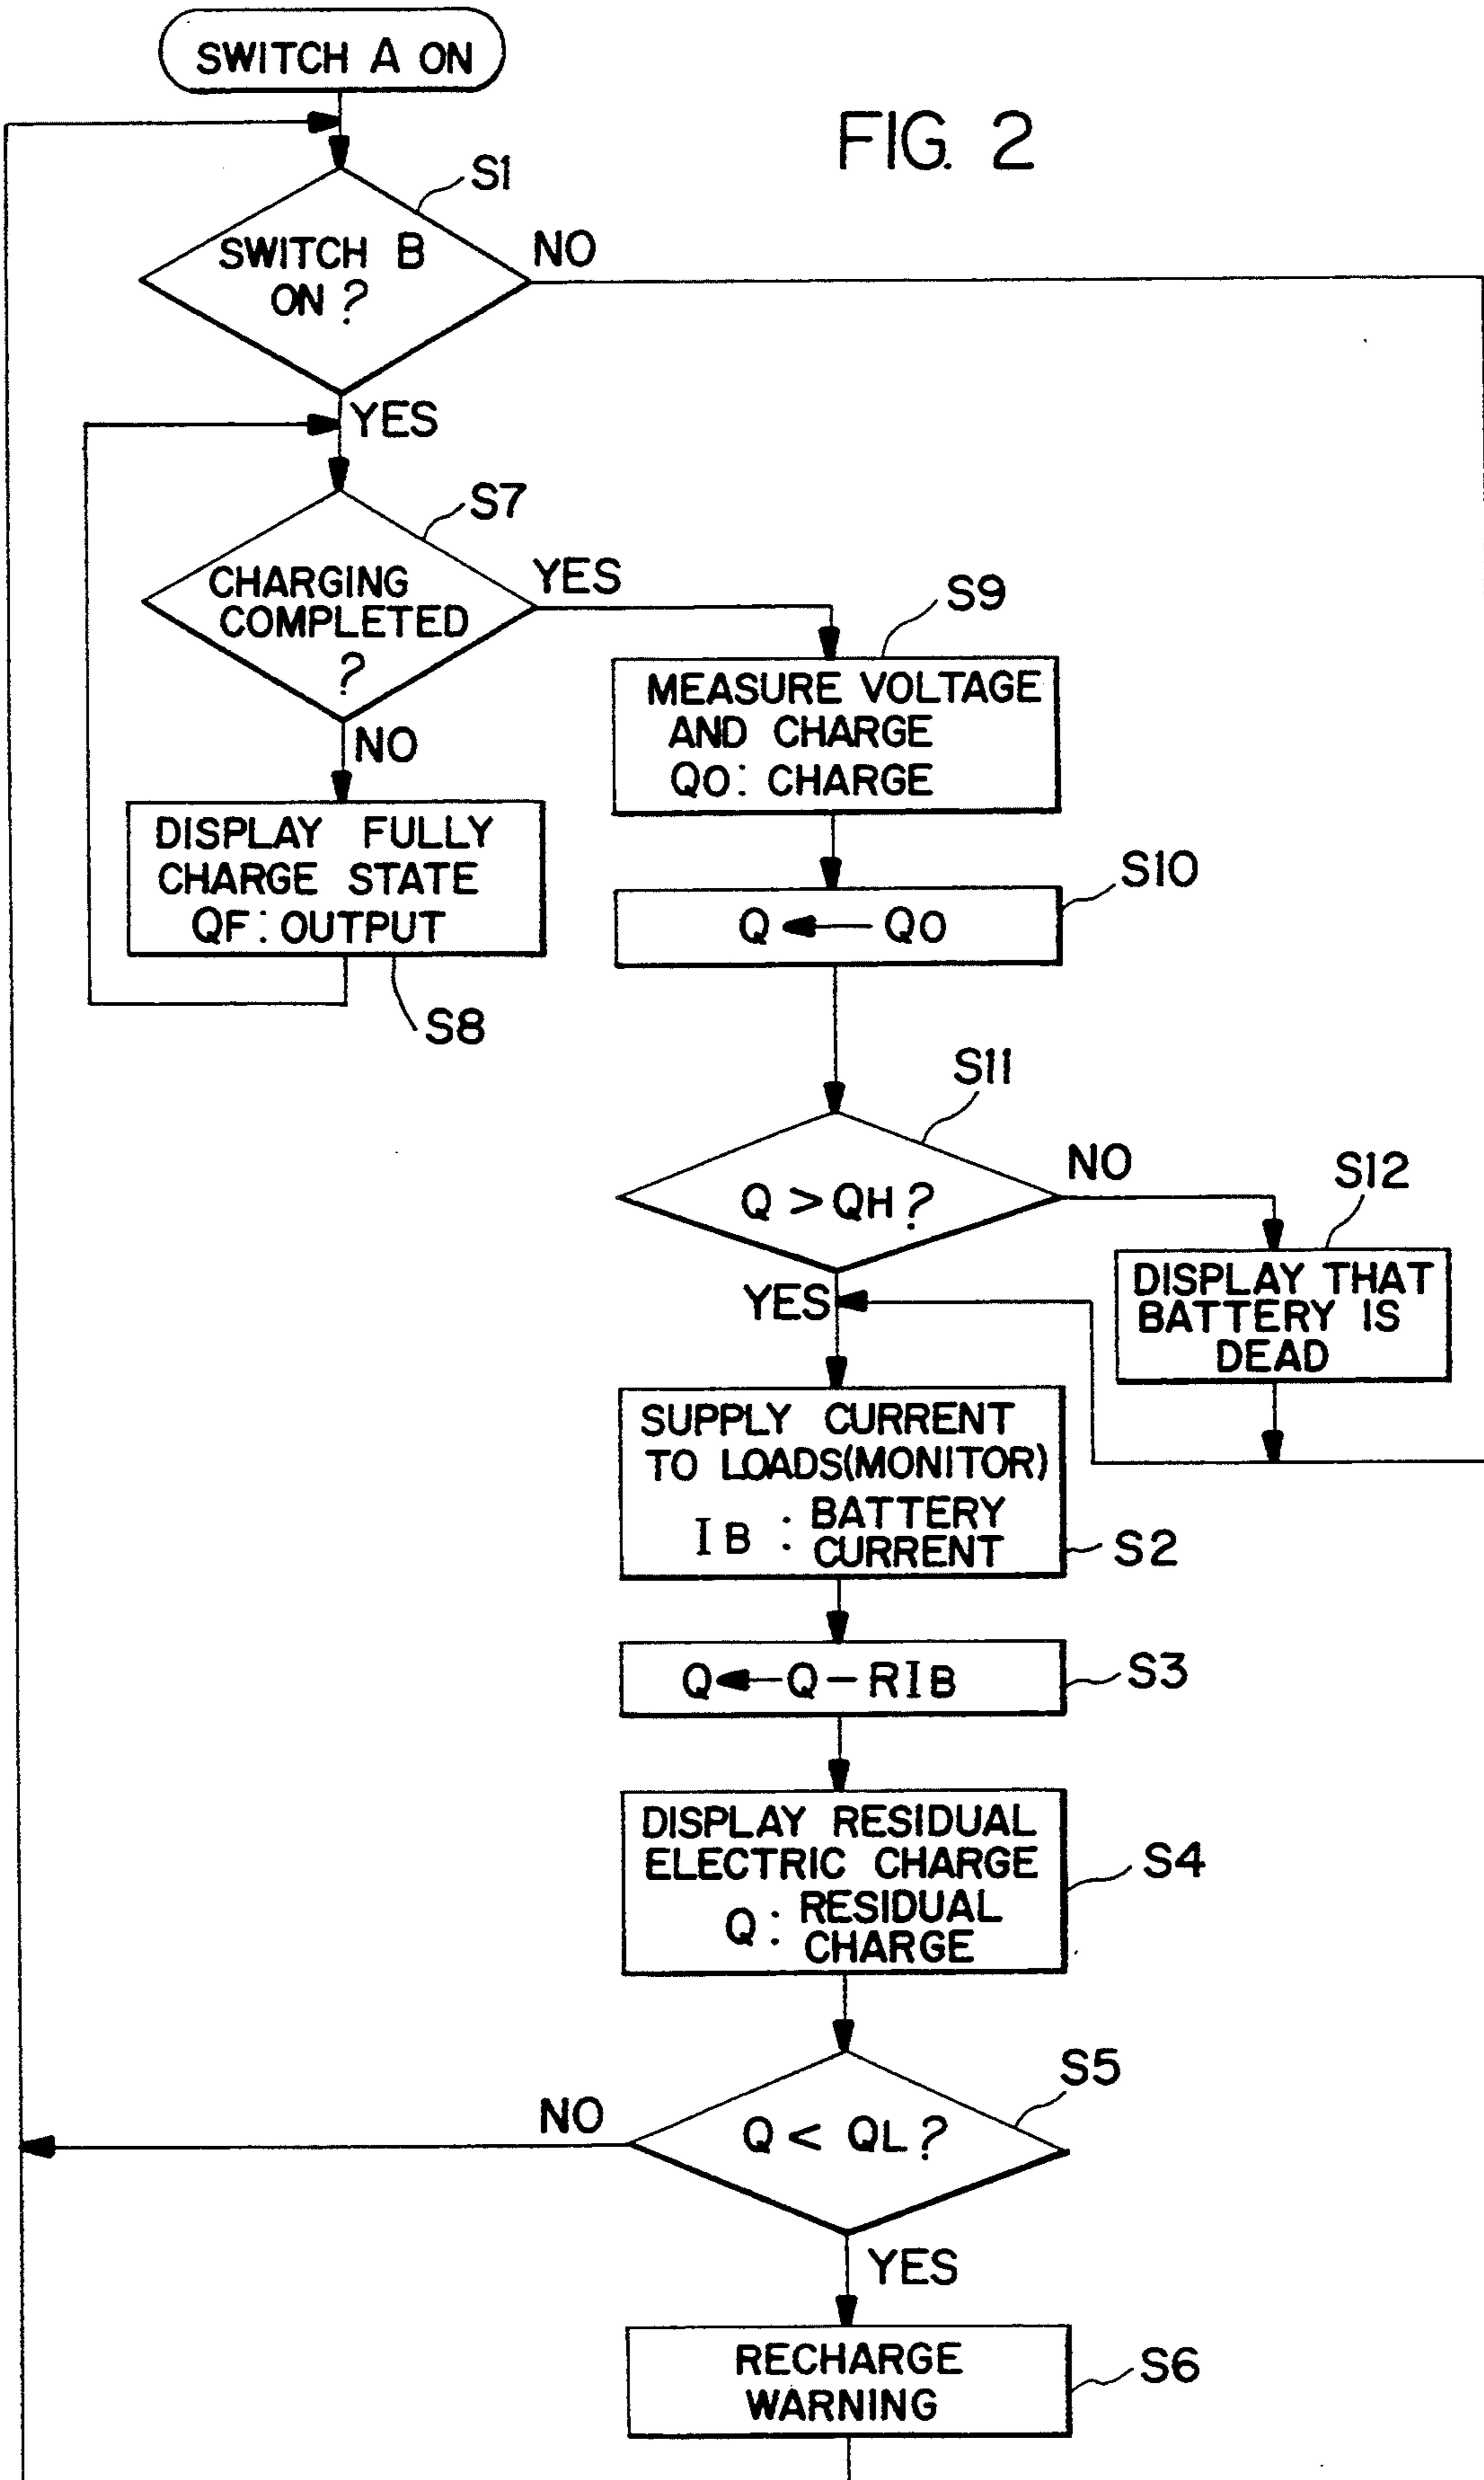 SWITCH A ON
FIG. 2
S1
SWITCH B
ON?
NO
YES
S7
CHARGING
COMPLETED
?
YES
NO
S9
MEASURE VOLTAGE
AND CHARGE
QO: CHARGE
DISPLAY FULLY
CHARGE STATE
QF: OUTPUT
S8
S10
Q ← QO
S11
Q > QH?
NO
YES
S12
DISPLAY THAT
BATTERY IS
DEAD
SUPPLY CURRENT
TO LOADS(MONITOR)
IB : BATTERY
CURRENT
S2
Q ← Q – RIB
S3
DISPLAY RESIDUAL
ELECTRIC CHARGE
Q: RESIDUAL
CHARGE
S4
S5
Q < QL?
NO
YES
RECHARGE
WARNING
S6